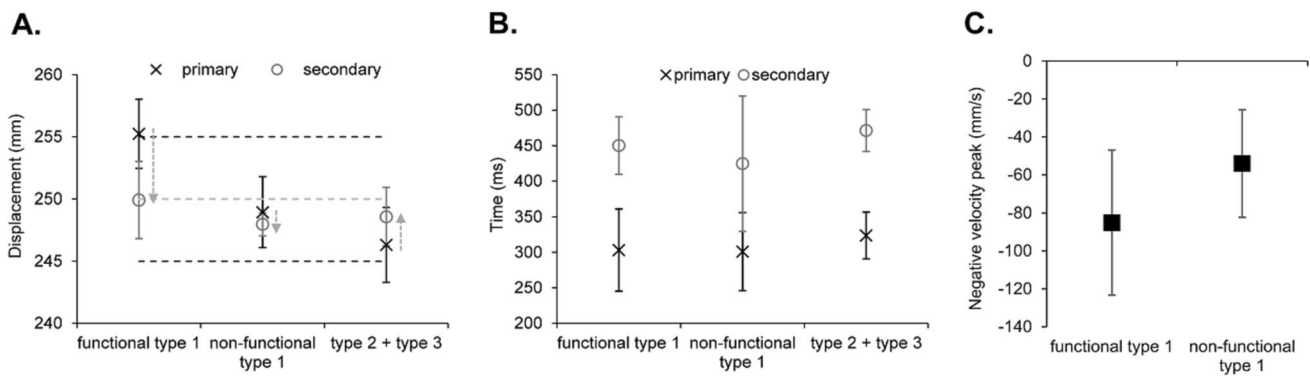 A.
× primary ○ secondary
Displacement (mm)
260
255
250
245
240
functional type 1
non-functional
type 1
type 2 + type 3
B.
×primary ○secondary
Time (ms)
550
500
450
400
350
300
250
200
functional type 1
non-functional
type 1
type 2 + type 3
C.
Negative velocity peak (mm/s)
0
-20
-40
-60
-80
-100
-120
-140
functional type 1
non-functional
type 1